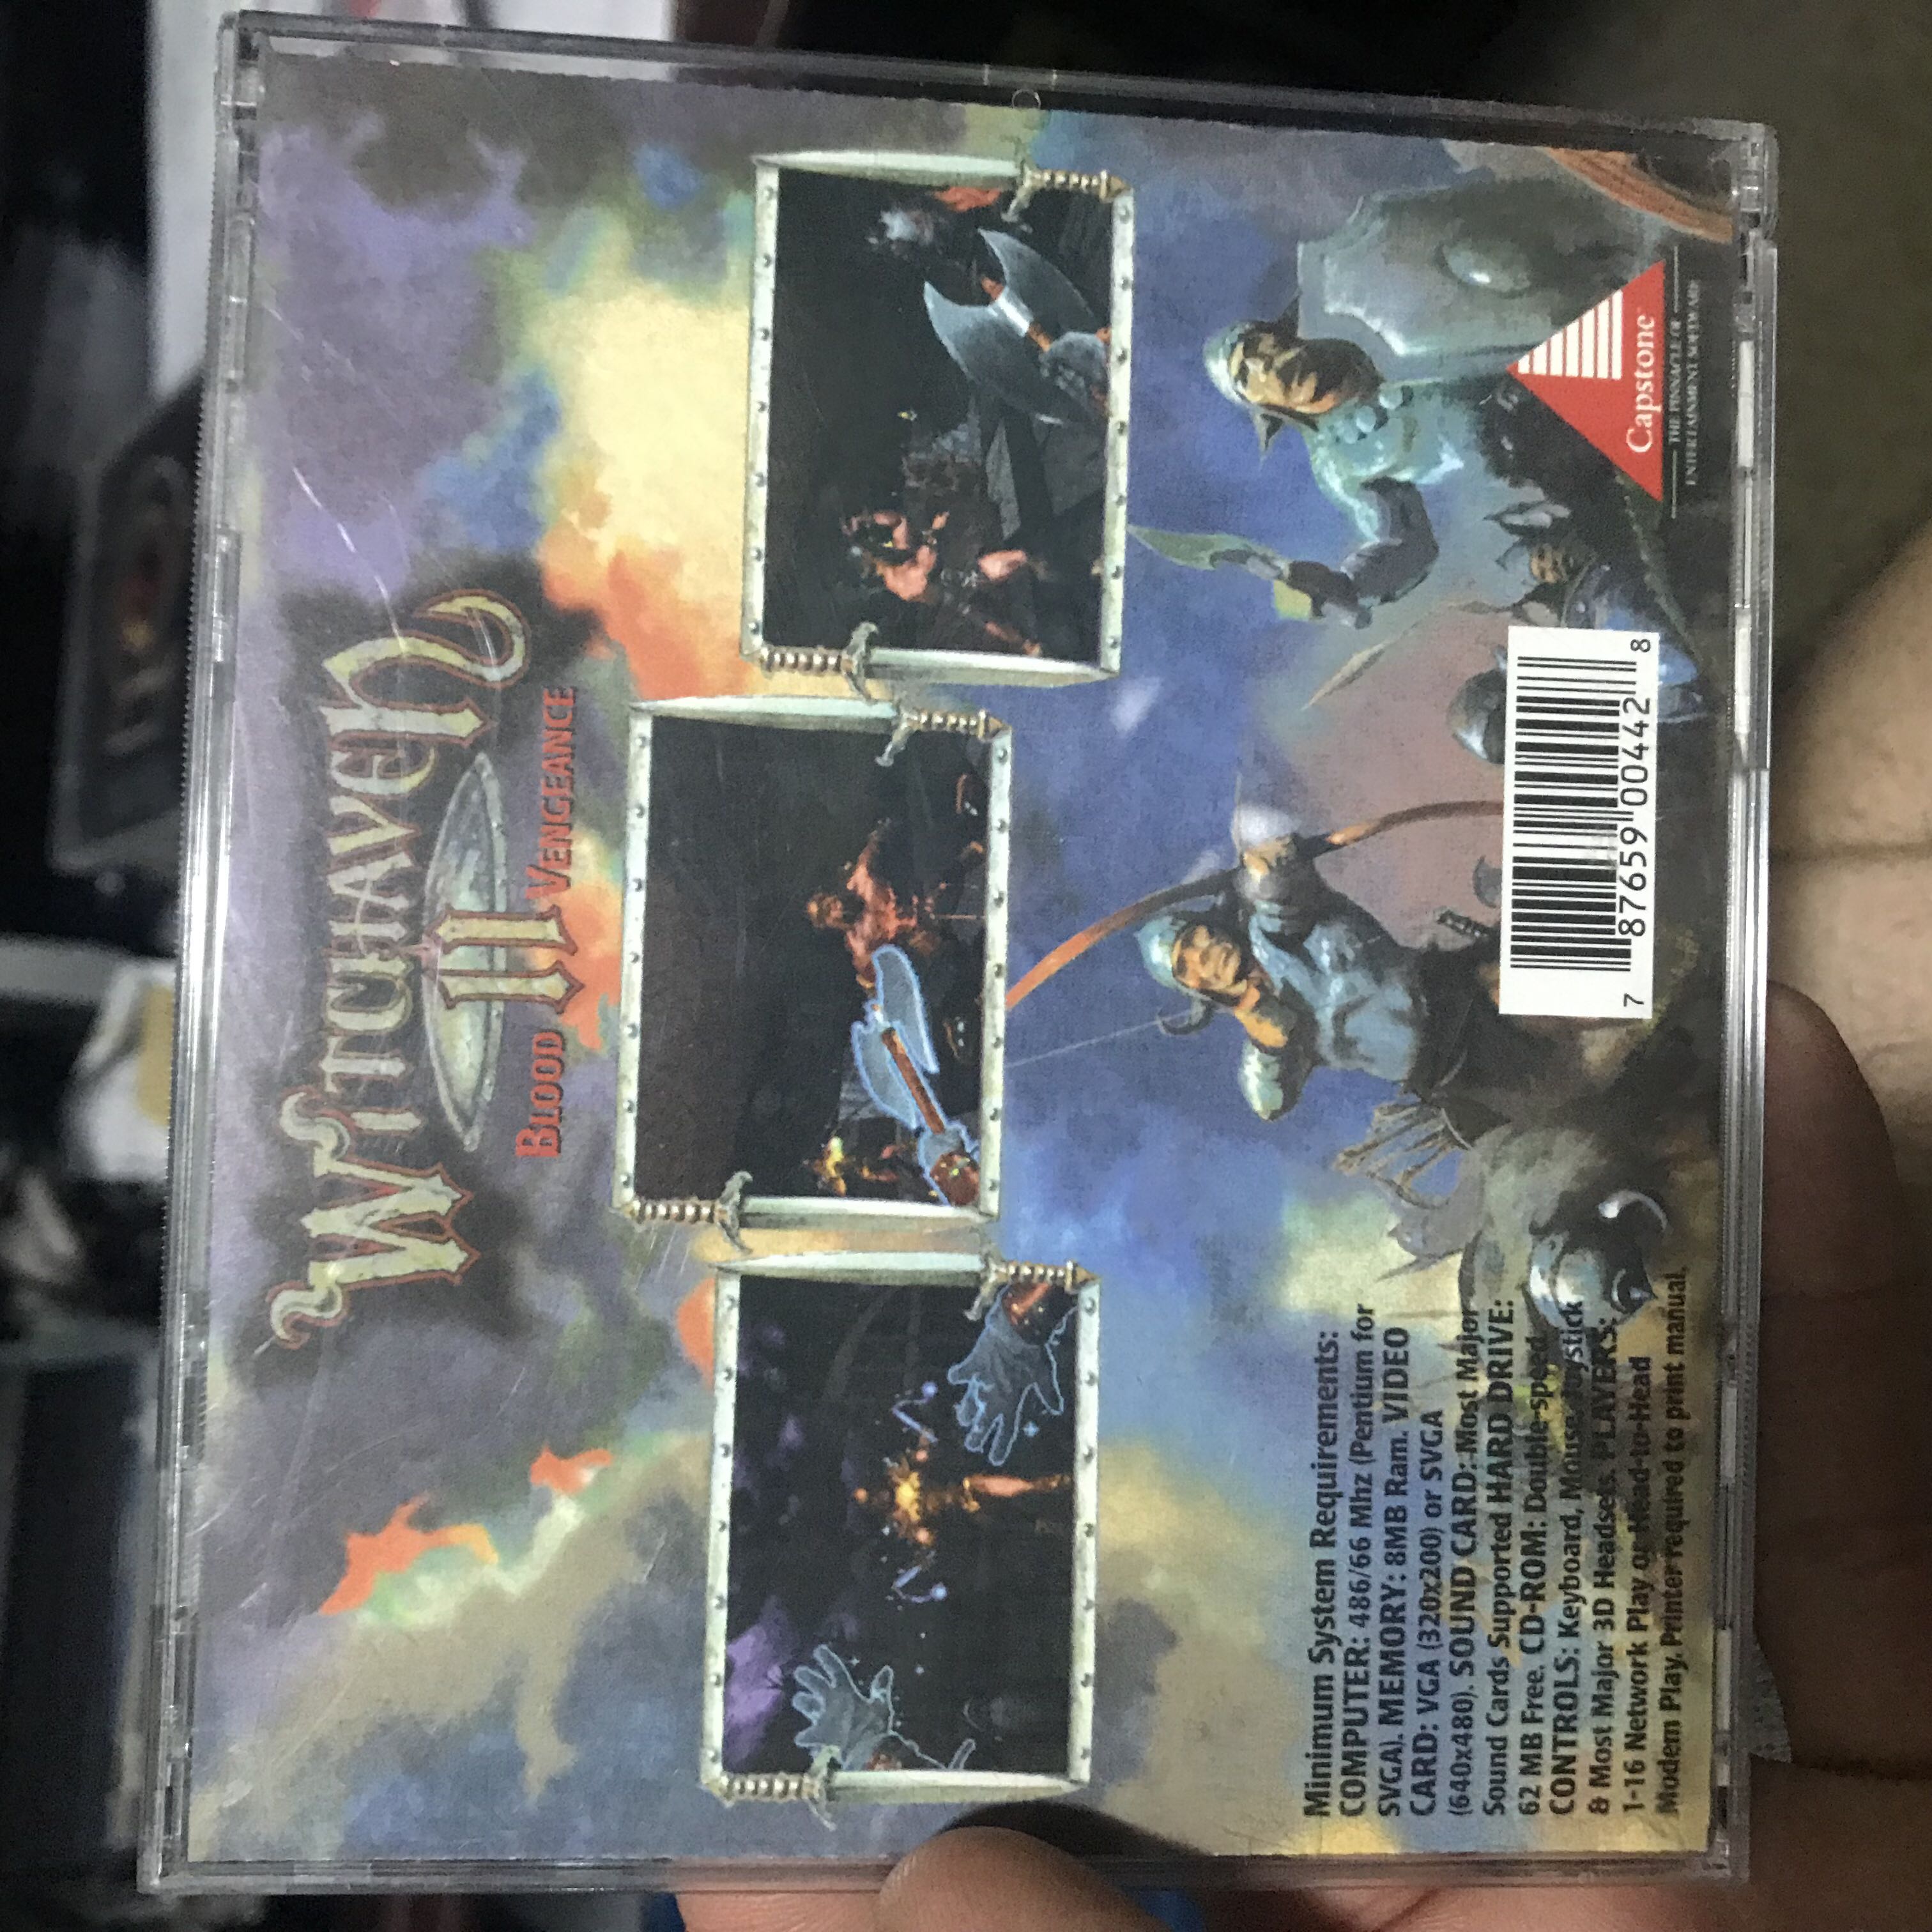 WITCHAVEN
II
BLOOD VENGEANCE
Minimum System Requirements:
COMPUTER: 486/66 Mhz (Pentium for
SVGA). MEMORY: 8MB Ram. VIDEO
CARD: VGA (320x200) or SVGA
(640x480). SOUND CARD: Most Major
Sound Cards Supported HARD DRIVE:
62 MB Free. CD-ROM: Double-speed
CONTROLS: Keyboard, Mouse, Joystick
& Most Major 3D Headsets. PLAYERS:
1-16 Network Play or Head-to-Head
Modem Play. Printer required to print manual.
7 87659 00442 8
Capstone
THE PINNACLE OF
ENTERTAINMENT SOFTWARE